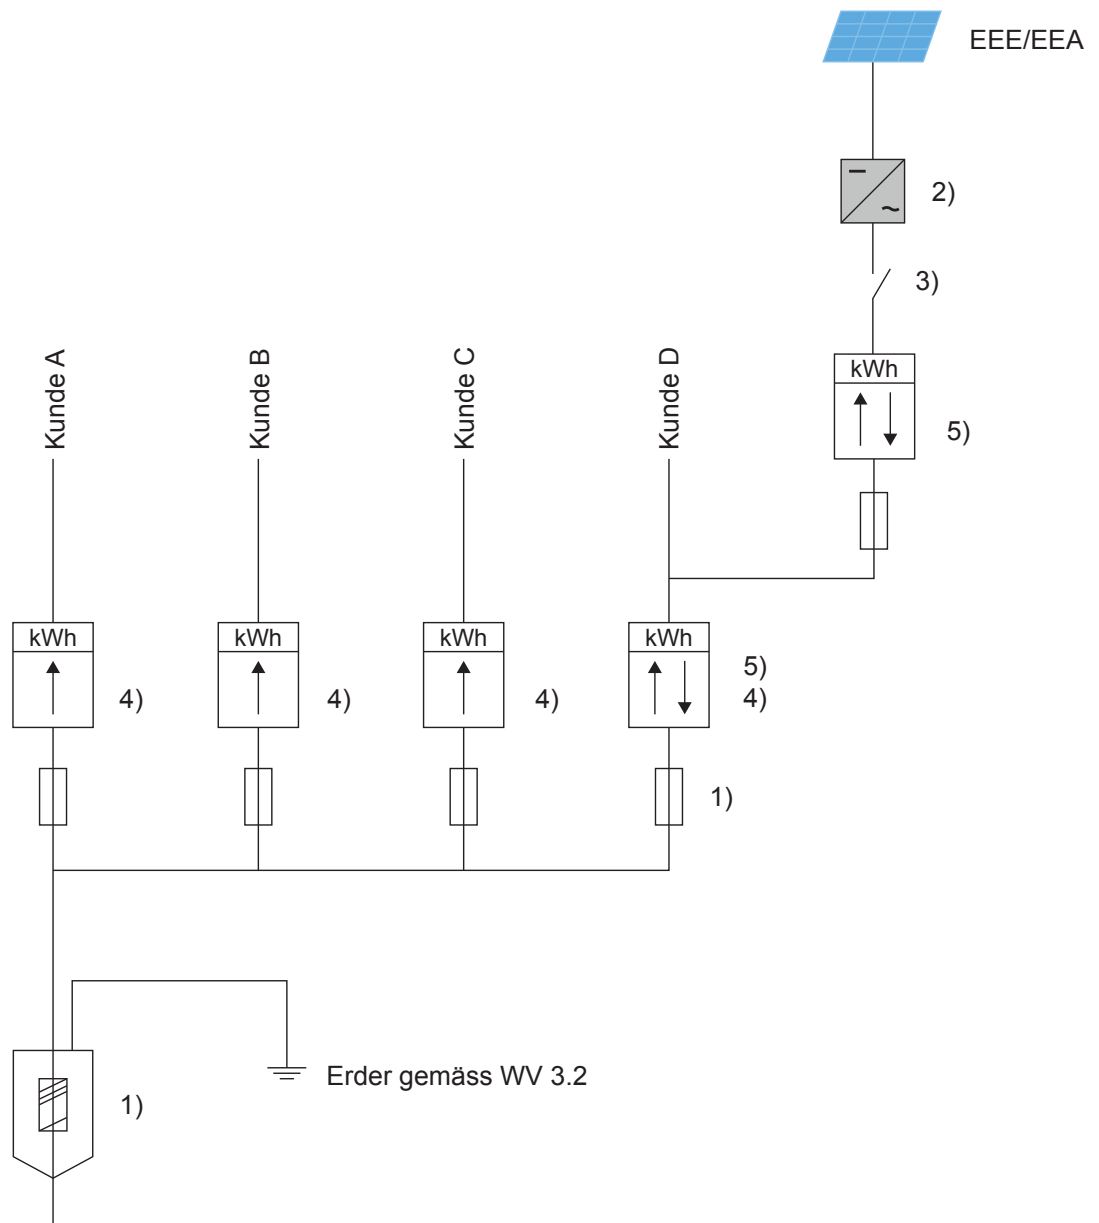 EEE/EEA
2)
3)
kWh
5)
Kunde A
Kunde B
Kunde C
Kunde D
kWh
4)
kWh
4)
kWh
4)
kWh
5)
4)
1)
Erder gemäss WV 3.2
1)